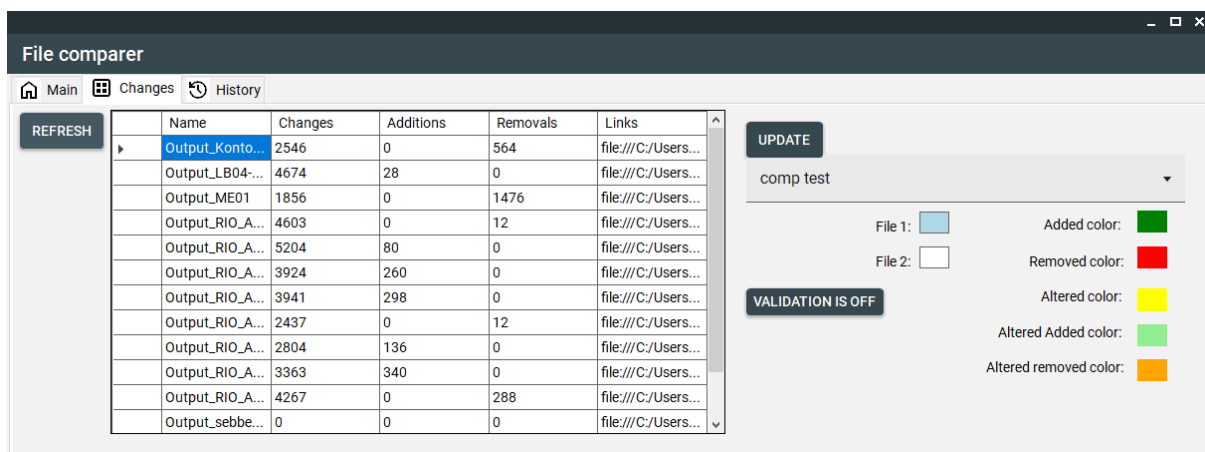 File comparer
Main Changes History
REFRESH
Name Changes Additions Removals Links
Output_Konto... 2546 0 564 file:///C:/Users...
Output_LB04-... 4674 28 0 file:///C:/Users...
Output_ME01 1856 0 1476 file:///C:/Users...
Output_RIO_A... 4603 0 12 file:///C:/Users...
Output_RIO_A... 5204 80 0 file:///C:/Users...
Output_RIO_A... 3924 260 0 file:///C:/Users...
Output_RIO_A... 3941 298 0 file:///C:/Users...
Output_RIO_A... 2437 0 12 file:///C:/Users...
Output_RIO_A... 2804 136 0 file:///C:/Users...
Output_RIO_A... 3363 340 0 file:///C:/Users...
Output_RIO_A... 4267 0 288 file:///C:/Users...
Output_sebbe... 0 0 0 file:///C:/Users...
UPDATE
comp test
File 1: Added color:
File 2: Removed color:
VALIDATION IS OFF Altered color:
Altered Added color:
Altered removed color: